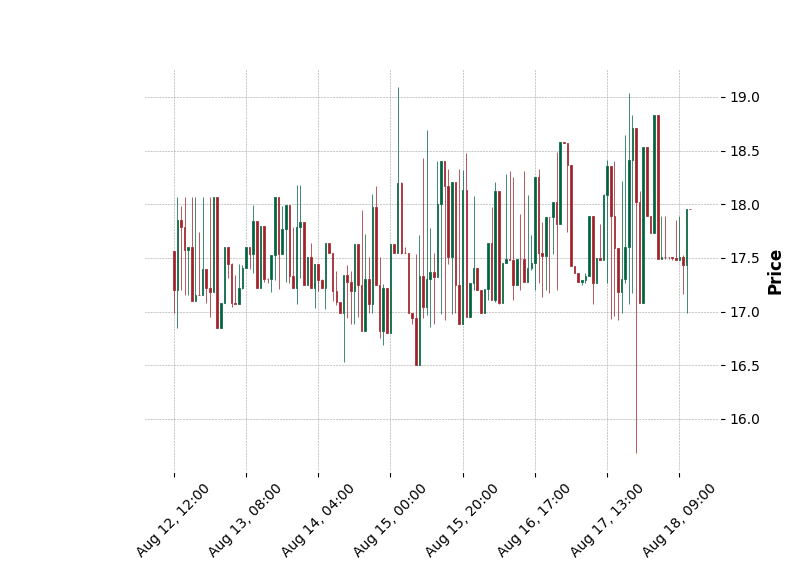 19.0
18.5
18.0
17.5
17.0
16.5
16.0
Price
Aug 12, 12:00
Aug 13, 08:00
Aug 14, 04:00
Aug 15, 00:00
Aug 15, 20:00
Aug 16, 17:00
Aug 17, 13:00
Aug 18, 09:00